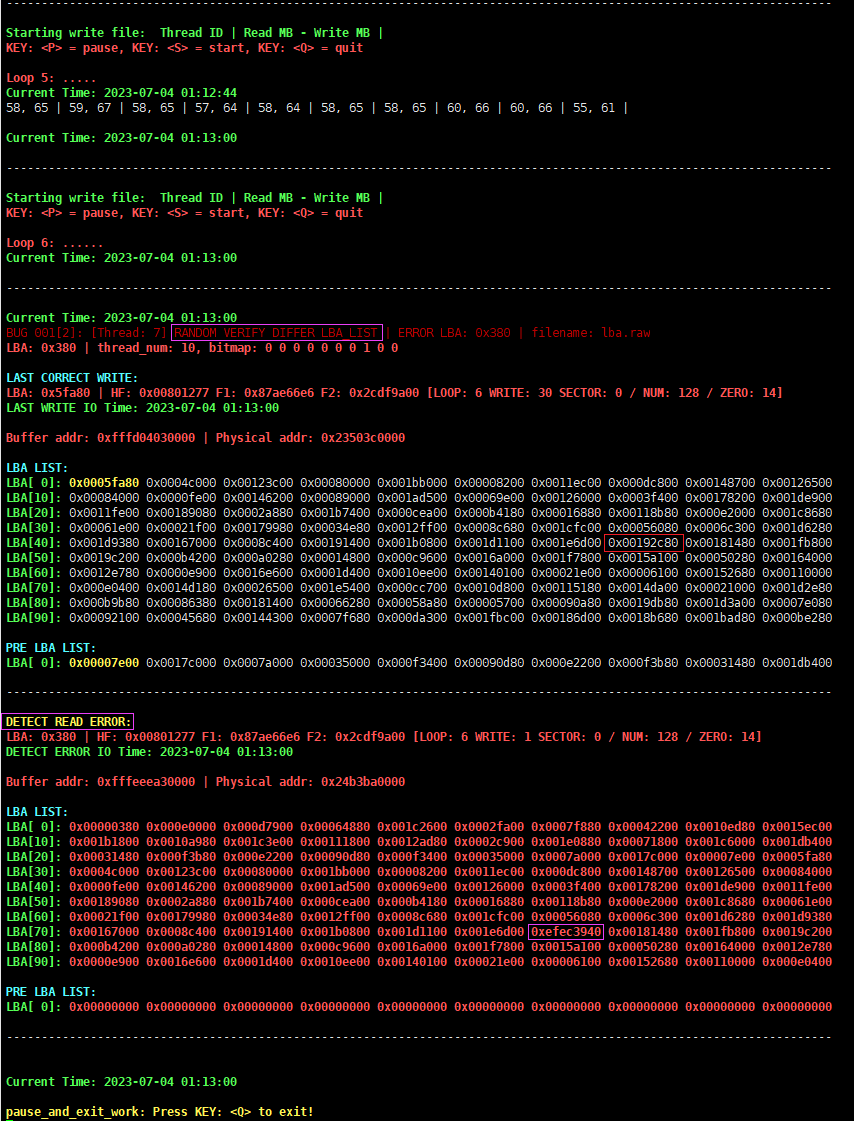 --------------------------------------------------------------------------------------------------------------
Starting write file:  Thread ID | Read MB - Write MB |
KEY: <P> = pause, KEY: <S> = start, KEY: <Q> = quit
Loop 5: .....
Current Time: 2023-07-04 01:12:44
58, 65 | 59, 67 | 58, 65 | 57, 64 | 58, 64 | 58, 65 | 58, 65 | 60, 66 | 60, 66 | 55, 61 |
Current Time: 2023-07-04 01:13:00
--------------------------------------------------------------------------------------------------------------
Starting write file:  Thread ID | Read MB - Write MB |
KEY: <P> = pause, KEY: <S> = start, KEY: <Q> = quit
Loop 6: ......
Current Time: 2023-07-04 01:13:00
--------------------------------------------------------------------------------------------------------------
Current Time: 2023-07-04 01:13:00
BUG 001[2]: [Thread: 7] RANDOM VERIFY DIFFER LBA_LIST | ERROR LBA: 0x380 | filename: lba.raw
LBA: 0x380 | thread_num: 10, bitmap: 0 0 0 0 0 0 0 1 0 0
LAST CORRECT WRITE:
LBA: 0x5fa80 | HF: 0x00801277 F1: 0x87ae66e6 F2: 0x2cdf9a00 [LOOP: 6 WRITE: 30 SECTOR: 0 / NUM: 128 / ZERO: 14]
LAST WRITE IO Time: 2023-07-04 01:13:00
Buffer addr: 0xfffd04030000 | Physical addr: 0x23503c0000
LBA LIST:
LBA[ 0]: 0x0005fa80 0x0004c000 0x00123c00 0x00080000 0x001bb000 0x00008200 0x0011ec00 0x000dc800 0x00148700 0x00126500
LBA[10]: 0x00084000 0x0000fe00 0x00146200 0x00089000 0x001ad500 0x00069e00 0x00126000 0x0003f400 0x00178200 0x001de900
LBA[20]: 0x0011fe00 0x00189080 0x0002a880 0x001b7400 0x000cea00 0x000b4180 0x00016880 0x00118b80 0x000e2000 0x001c8680
LBA[30]: 0x00061e00 0x00021f00 0x00179980 0x00034e80 0x0012ff00 0x0008c680 0x001cfc00 0x00056080 0x0006c300 0x001d6280
LBA[40]: 0x001d9380 0x00167000 0x0008c400 0x00191400 0x001b0800 0x001d1100 0x001e6d00 0x00192c80 0x00181480 0x001fb800
LBA[50]: 0x0019c200 0x000b4200 0x000a0280 0x00014800 0x000c9600 0x0016a000 0x001f7800 0x0015a100 0x00050280 0x00164000
LBA[60]: 0x0012e780 0x0000e900 0x0016e600 0x0001d400 0x0010ee00 0x00140100 0x00021e00 0x00006100 0x00152680 0x00110000
LBA[70]: 0x000e0400 0x0014d180 0x00026500 0x001e5400 0x000cc700 0x0010d800 0x00115180 0x0014da00 0x00021000 0x001d2e80
LBA[80]: 0x000b9b80 0x00086380 0x00181400 0x00066280 0x00058a80 0x00005700 0x00090a80 0x0019db80 0x001d3a00 0x0007e080
LBA[90]: 0x00092100 0x00045680 0x00144300 0x0007f680 0x000da300 0x001fbc00 0x00186d00 0x0018b680 0x001bad80 0x000be280
PRE LBA LIST:
LBA[ 0]: 0x00007e00 0x0017c000 0x0007a000 0x00035000 0x000f3400 0x00090d80 0x000e2200 0x000f3b80 0x00031480 0x001db400
--------------------------------------------------------------------------------------------------------------
DETECT READ ERROR:
LBA: 0x380 | HF: 0x00801277 F1: 0x87ae66e6 F2: 0x2cdf9a00 [LOOP: 6 WRITE: 1 SECTOR: 0 / NUM: 128 / ZERO: 14]
DETECT ERROR IO Time: 2023-07-04 01:13:00
Buffer addr: 0xfffeeea30000 | Physical addr: 0x24b3ba0000
LBA LIST:
LBA[ 0]: 0x00000380 0x000e0000 0x000d7900 0x00064880 0x001c2600 0x0002fa00 0x0007f880 0x00042200 0x0010ed80 0x0015ec00
LBA[10]: 0x001b1800 0x0010a980 0x001c3e00 0x00111800 0x0012ad80 0x0002c900 0x001e0880 0x00071800 0x001c6000 0x001db400
LBA[20]: 0x00031480 0x000f3b80 0x000e2200 0x00090d80 0x000f3400 0x00035000 0x0007a000 0x0017c000 0x00007e00 0x0005fa80
LBA[30]: 0x0004c000 0x00123c00 0x00080000 0x001bb000 0x00008200 0x0011ec00 0x000dc800 0x00148700 0x00126500 0x00084000
LBA[40]: 0x0000fe00 0x00146200 0x00089000 0x001ad500 0x00069e00 0x00126000 0x0003f400 0x00178200 0x001de900 0x0011fe00
LBA[50]: 0x00189080 0x0002a880 0x001b7400 0x000cea00 0x000b4180 0x00016880 0x00118b80 0x000e2000 0x001c8680 0x00061e00
LBA[60]: 0x00021f00 0x00179980 0x00034e80 0x0012ff00 0x0008c680 0x001cfc00 0x00056080 0x0006c300 0x001d6280 0x001d9380
LBA[70]: 0x00167000 0x0008c400 0x00191400 0x001b0800 0x001d1100 0x001e6d00 0xefec3940 0x00181480 0x001fb800 0x0019c200
LBA[80]: 0x000b4200 0x000a0280 0x00014800 0x000c9600 0x0016a000 0x001f7800 0x0015a100 0x00050280 0x00164000 0x0012e780
LBA[90]: 0x0000e900 0x0016e600 0x0001d400 0x0010ee00 0x00140100 0x00021e00 0x00006100 0x00152680 0x00110000 0x000e0400
PRE LBA LIST:
LBA[ 0]: 0x00000000 0x00000000 0x00000000 0x00000000 0x00000000 0x00000000 0x00000000 0x00000000 0x00000000 0x00000000
--------------------------------------------------------------------------------------------------------------
Current Time: 2023-07-04 01:13:00
pause_and_exit_work: Press KEY: <Q> to exit!